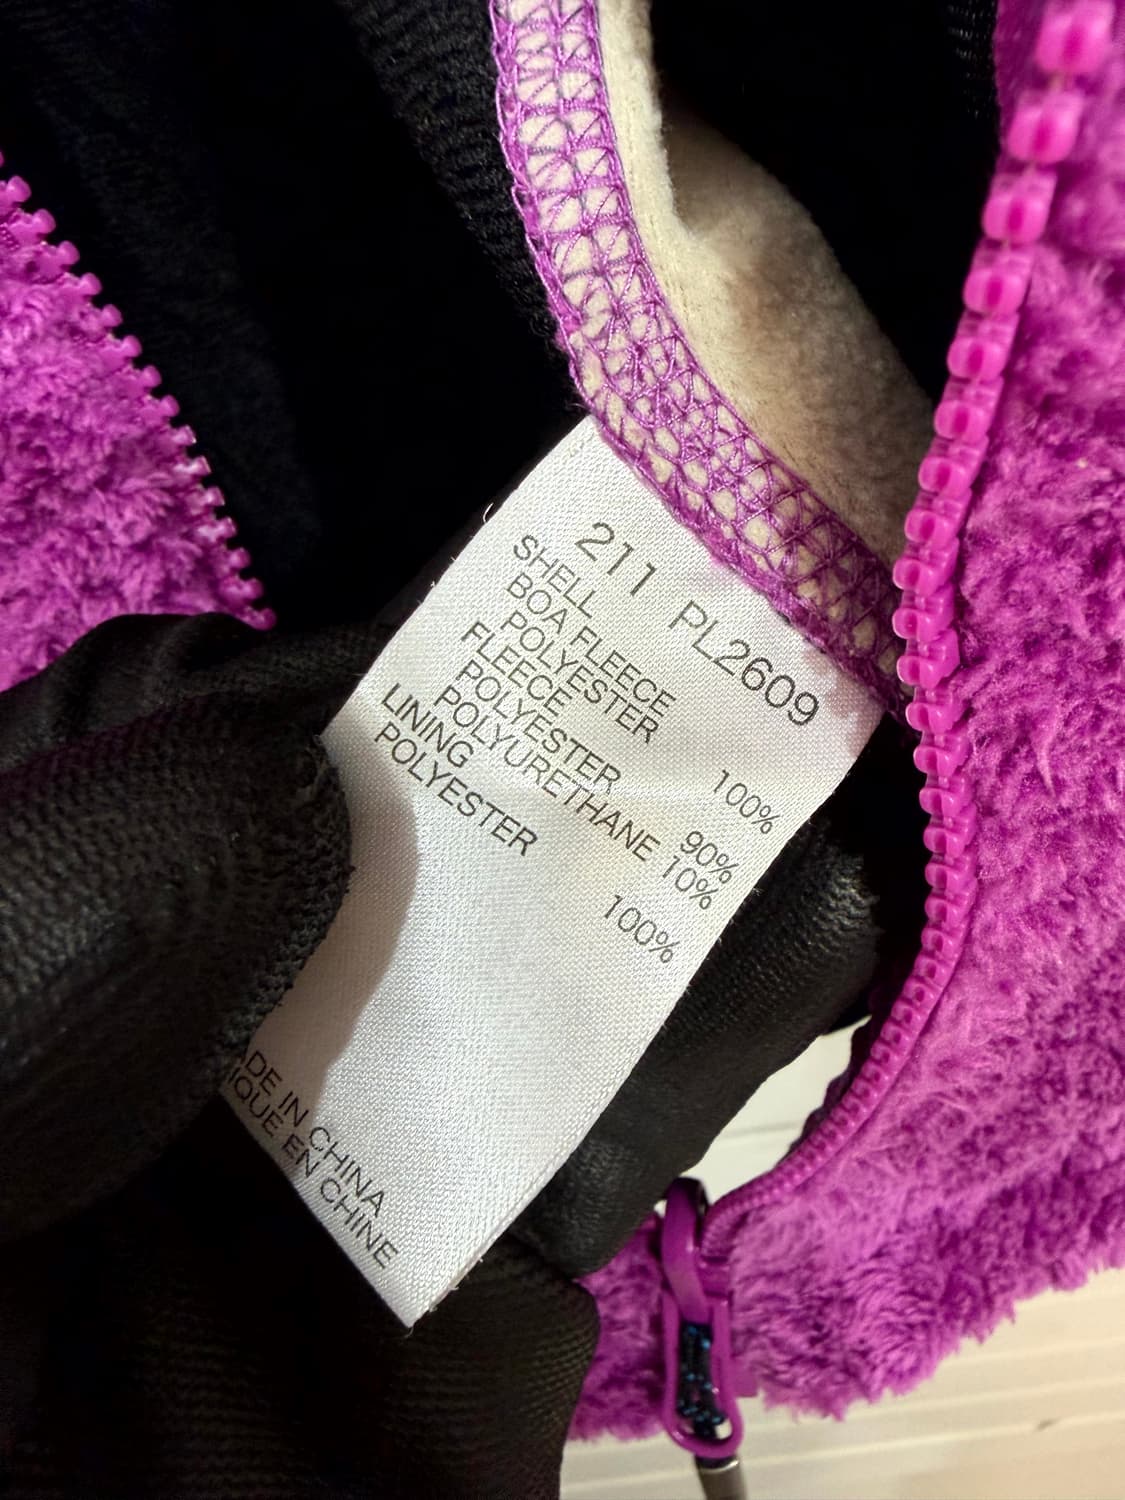 211 PL2609
SHELL
BOA FLEECE
POLYESTER 100%
FLEECE
POLYESTER 90%
POLYURETHANE 10%
LINING
POLYESTER 100%
ADE IN CHINA
IQUE EN CHINE